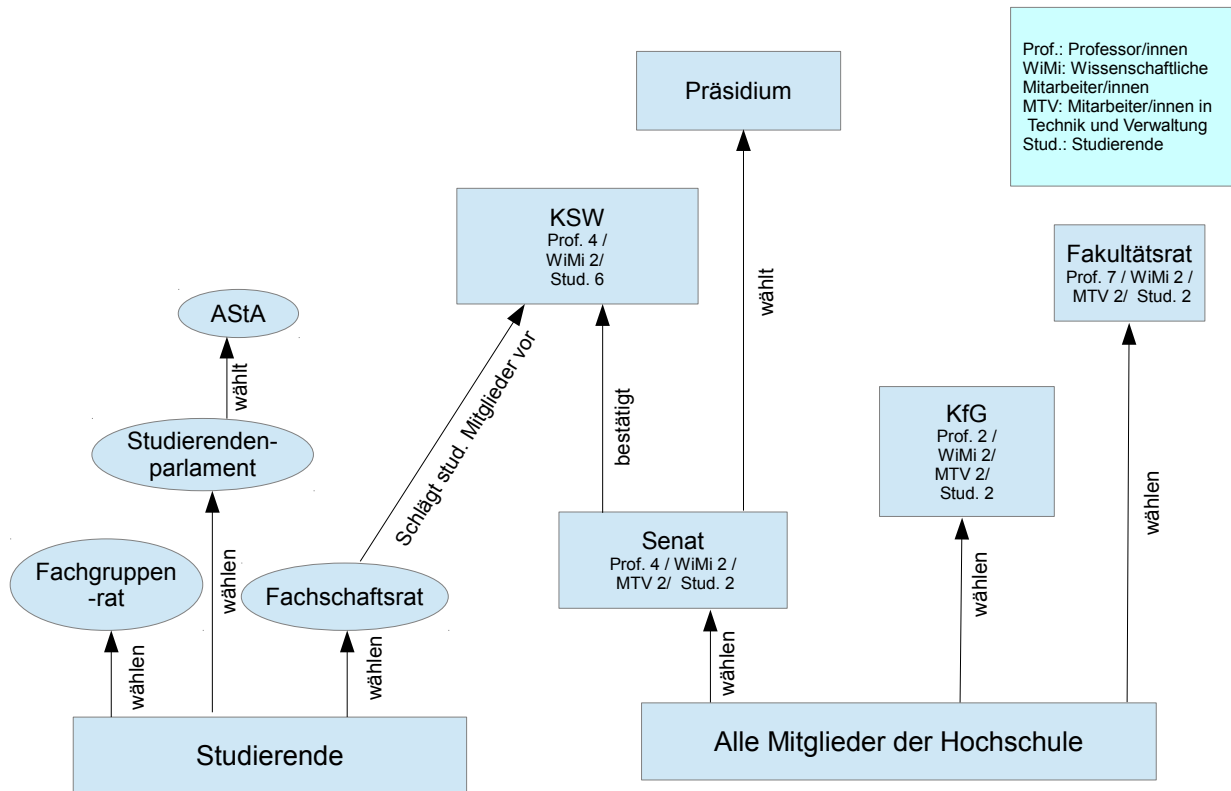 Prof.: Professor/innen
WiMi: Wissenschaftliche
Mitarbeiter/innen
MTV: Mitarbeiter/innen in
Technik und Verwaltung
Stud.: Studierende
Präsidium
KSW
Prof. 4 /
WiMi 2/
Stud. 6
Fakultätsrat
Prof. 7 / WiMi 2 /
MTV 2/ Stud. 2
AStA
wählt
wählt
Schlägt stud. Mitglieder vor
bestätigt
KfG
Prof. 2 /
WiMi 2/
MTV 2/
Stud. 2
Studierenden-
parlament
wählen
Senat
Prof. 4 / WiMi 2 /
MTV 2/ Stud. 2
Fachgruppen
-rat
wählen
Fachschaftsrat
wählen
wählen
wählen
wählen
Studierende
Alle Mitglieder der Hochschule